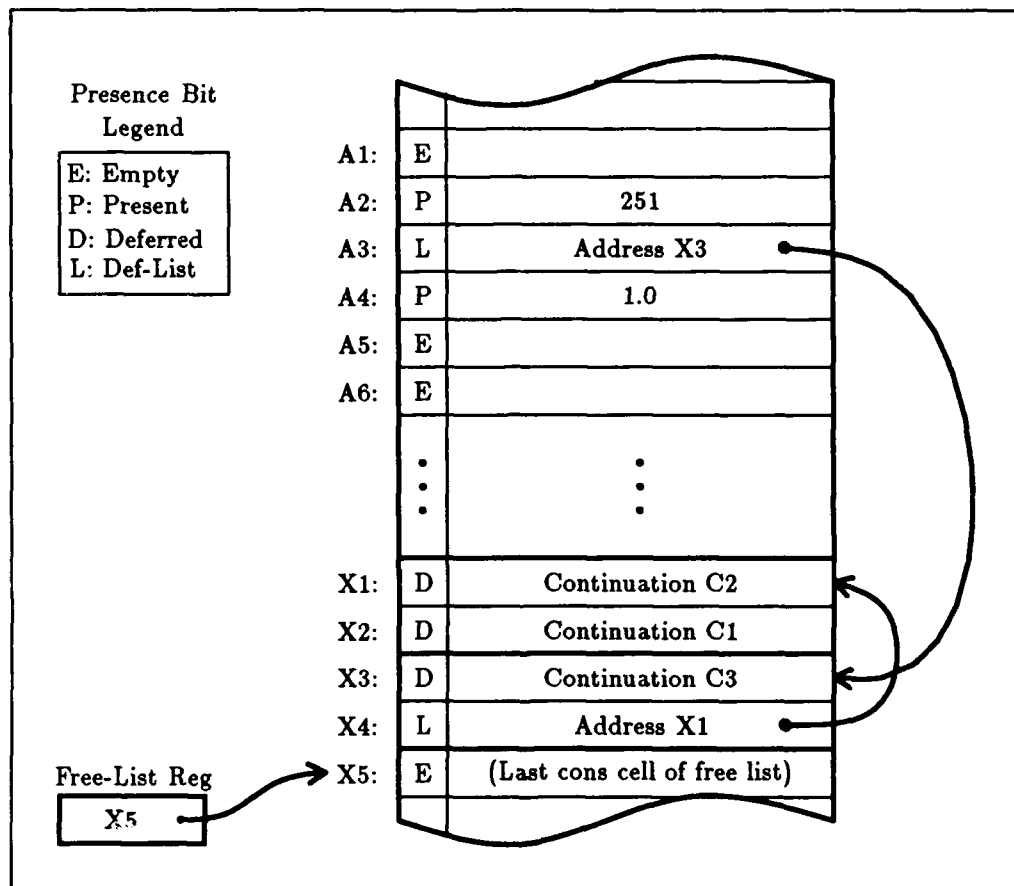 Presence Bit
Legend
E: Empty
P: Present
D: Deferred
L: Def-List
A1: E
A2: P 251
A3: L Address X3
A4: P 1.0
A5: E
A6: E
X1: D Continuation C2
X2: D Continuation C1
X3: D Continuation C3
X4: L Address X1
X5: E (Last cons cell of free list)
Free-List Reg
X5